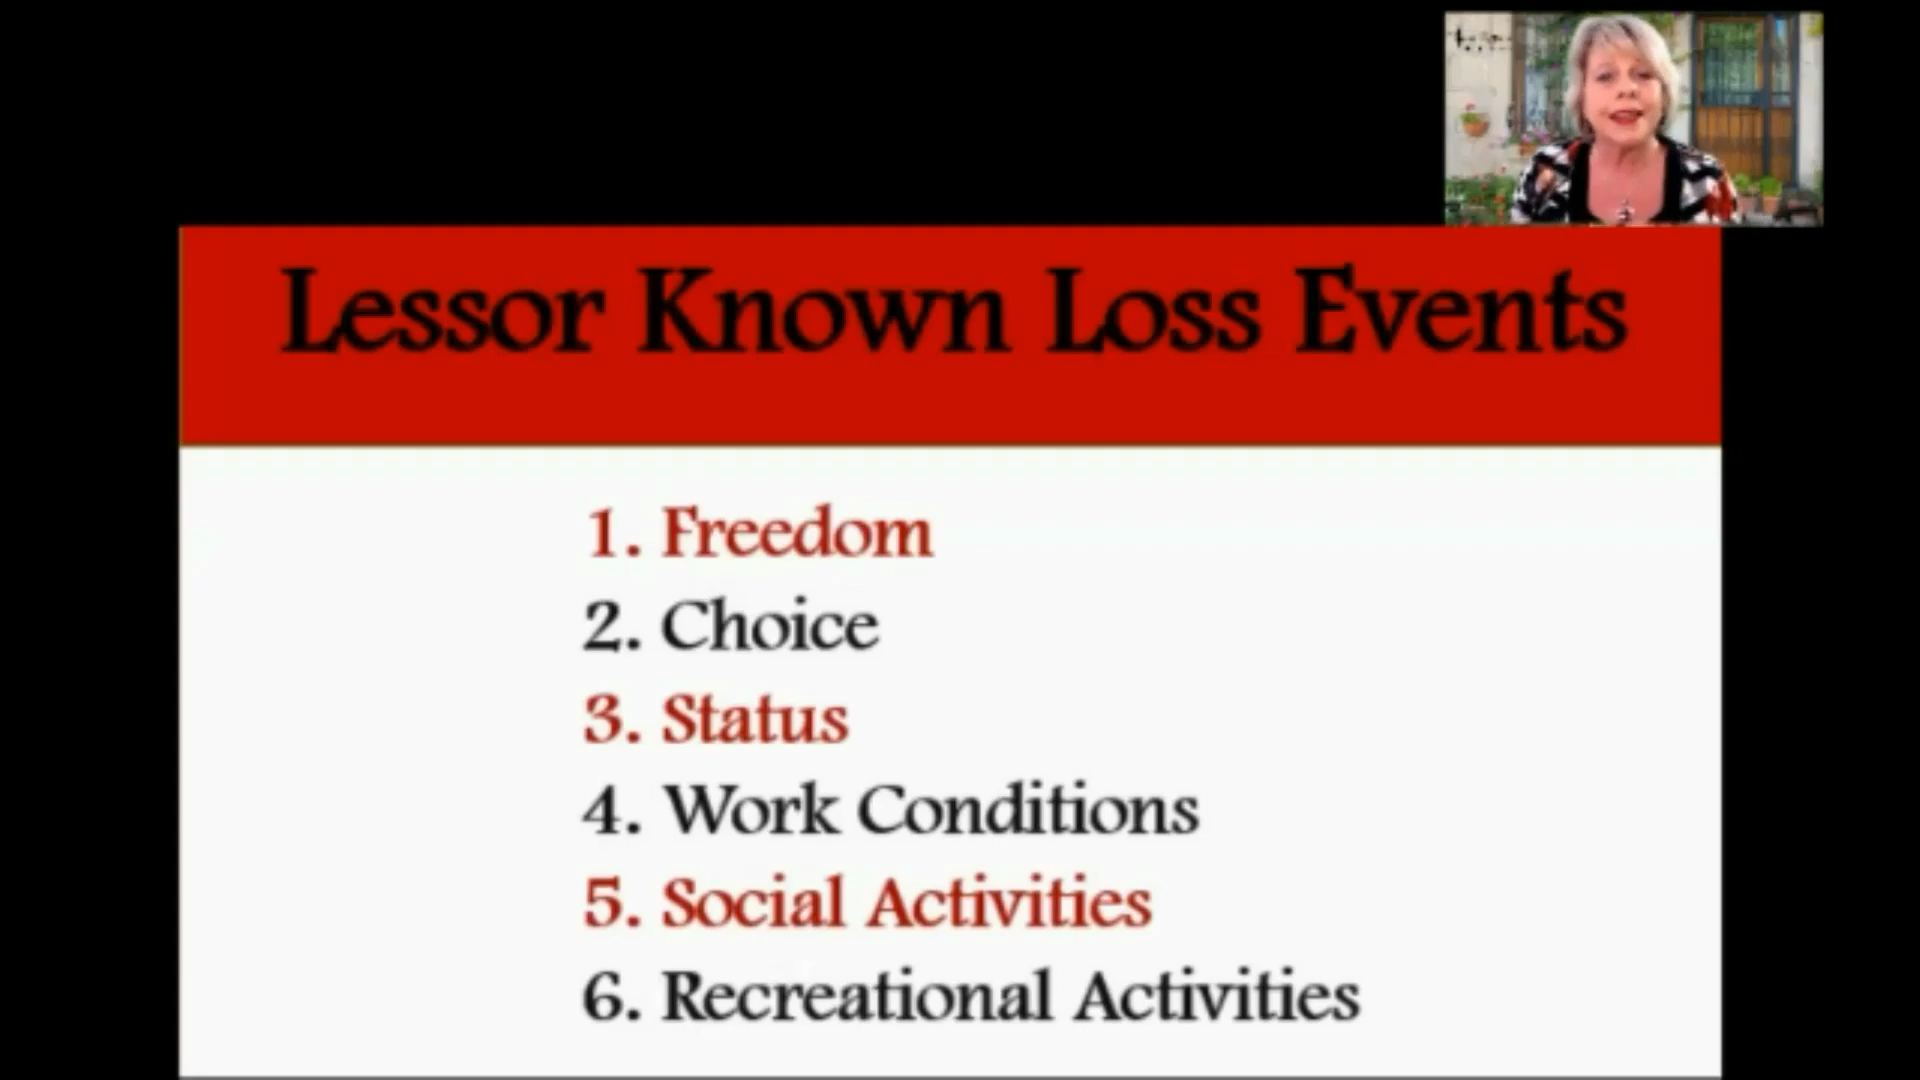 Lessor Known Loss Events
1. Freedom
2. Choice
3. Status
4. Work Conditions
5. Social Activities
6. Recreational Activities